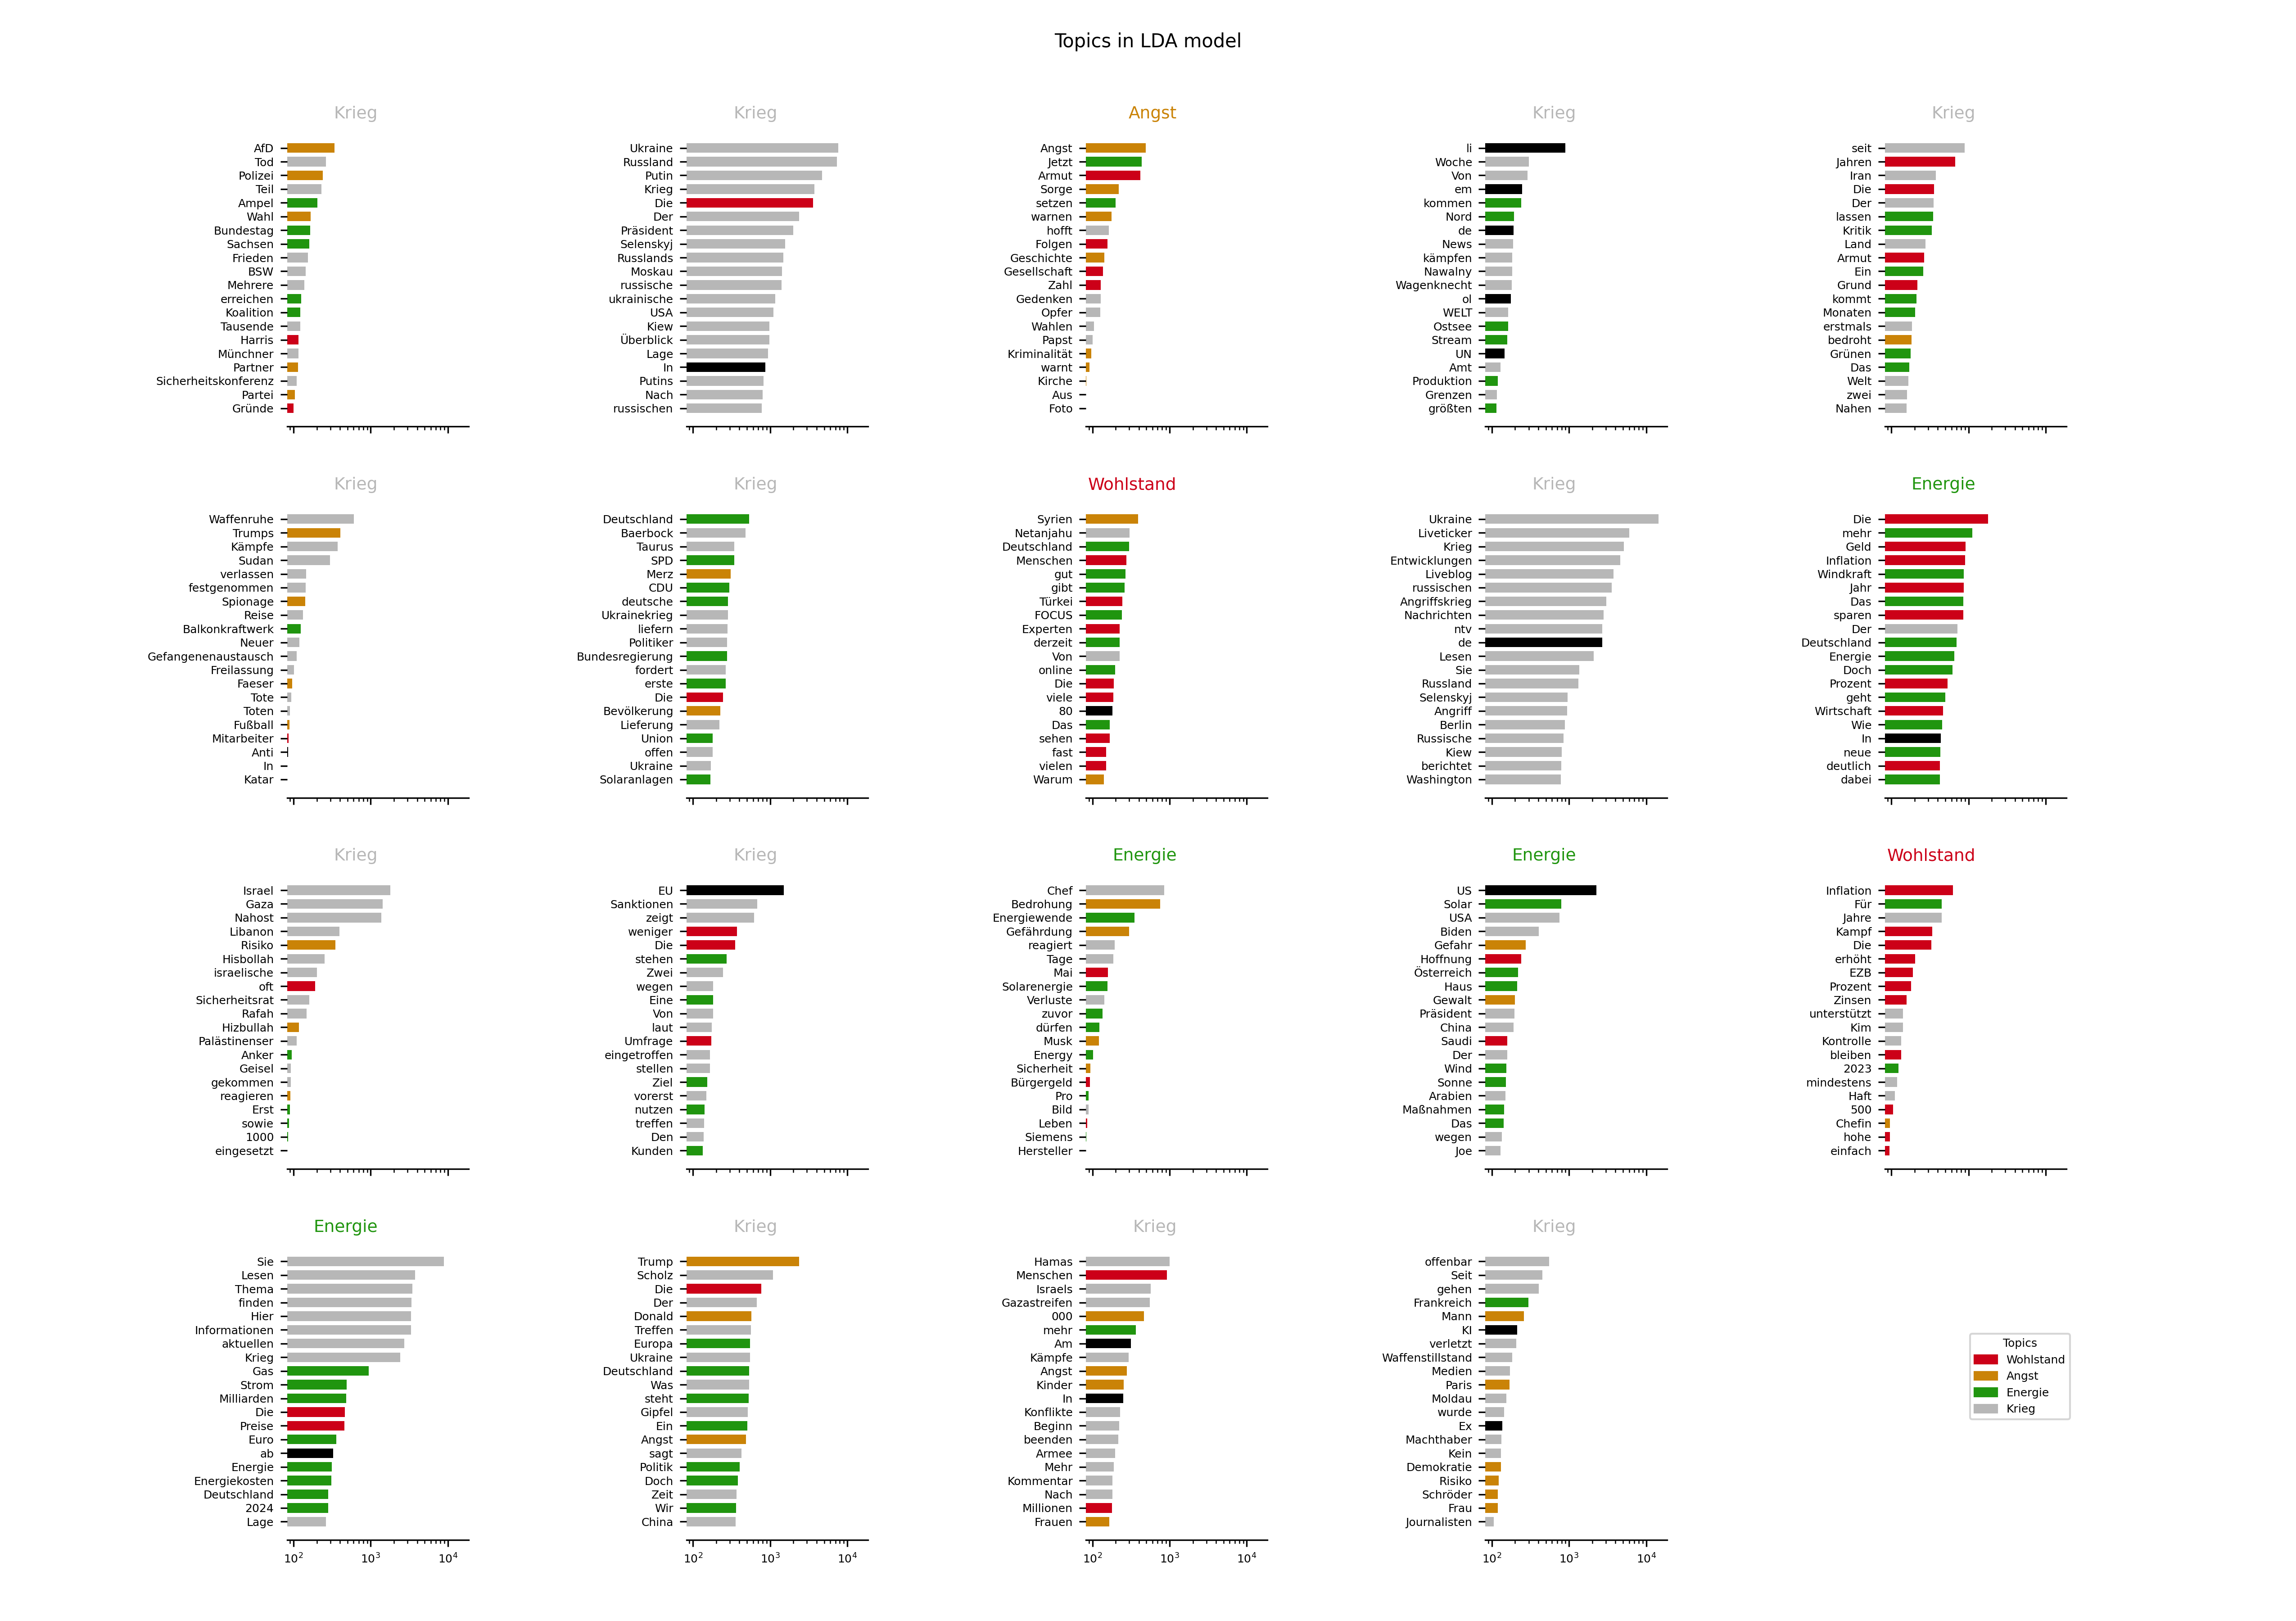 Topics in LDA model
Krieg
AfD
Tod
Polizei
Teil
Ampel
Wahl
Bundestag
Sachsen
Frieden
BSW
Mehrere
erreichen
Koalition
Tausende
Harris
Münchner
Partner
Sicherheitskonferenz
Partei
Gründe
Krieg
Ukraine
Russland
Putin
Krieg
Die
Der
Präsident
Selenskyj
Russlands
Moskau
russische
ukrainische
USA
Kiew
Überblick
Lage
In
Putins
Nach
russischen
Angst
Angst
Jetzt
Armut
Sorge
setzen
warnen
hofft
Folgen
Geschichte
Gesellschaft
Zahl
Gedenken
Opfer
Wahlen
Papst
Kriminalität
warnt
Kirche
Aus
Foto
Krieg
li
Woche
Von
em
kommen
Nord
de
News
kämpfen
Nawalny
Wagenknecht
ol
WELT
Ostsee
Stream
UN
Amt
Produktion
Grenzen
größten
Krieg
seit
Jahren
Iran
Die
Der
lassen
Kritik
Land
Armut
Ein
Grund
kommt
Monaten
erstmals
bedroht
Grünen
Das
Welt
zwei
Nahen
Krieg
Waffenruhe
Trumps
Kämpfe
Sudan
verlassen
festgenommen
Spionage
Reise
Balkonkraftwerk
Neuer
Gefangenenaustausch
Freilassung
Faeser
Tote
Toten
Fußball
Mitarbeiter
Anti
In
Katar
Krieg
Deutschland
Baerbock
Taurus
SPD
Merz
CDU
deutsche
Ukrainekrieg
liefern
Politiker
Bundesregierung
fordert
erste
Die
Bevölkerung
Lieferung
Union
offen
Ukraine
Solaranlagen
Wohlstand
Syrien
Netanjahu
Deutschland
Menschen
gut
gibt
Türkei
FOCUS
Experten
derzeit
Von
online
Die
viele
80
Das
sehen
fast
vielen
Warum
Krieg
Ukraine
Liveticker
Krieg
Entwicklungen
Liveblog
russischen
Angriffskrieg
Nachrichten
ntv
de
Lesen
Sie
Russland
Selenskyj
Angriff
Berlin
Russische
Kiew
berichtet
Washington
Energie
Die
mehr
Geld
Inflation
Windkraft
Jahr
Das
sparen
Der
Deutschland
Energie
Doch
Prozent
geht
Wirtschaft
Wie
In
neue
deutlich
dabei
Krieg
Israel
Gaza
Nahost
Libanon
Risiko
Hisbollah
israelische
oft
Sicherheitsrat
Rafah
Hizbullah
Palästinenser
Anker
Geisel
gekommen
reagieren
Erst
sowie
1000
eingesetzt
Krieg
EU
Sanktionen
zeigt
weniger
Die
stehen
Zwei
wegen
Eine
Von
laut
Umfrage
eingetroffen
stellen
Ziel
vorerst
nutzen
treffen
Den
Kunden
Energie
Chef
Bedrohung
Energiewende
Gefährdung
reagiert
Tage
Mai
Solarenergie
Verluste
zuvor
dürfen
Musk
Energy
Sicherheit
Bürgergeld
Pro
Bild
Leben
Siemens
Hersteller
Energie
US
Solar
USA
Biden
Gefahr
Hoffnung
Österreich
Haus
Gewalt
Präsident
China
Saudi
Der
Wind
Sonne
Arabien
Maßnahmen
Das
wegen
Joe
Wohlstand
Inflation
Für
Jahre
Kampf
Die
erhöht
EZB
Prozent
Zinsen
unterstützt
Kim
Kontrolle
bleiben
2023
mindestens
Haft
500
Chefin
hohe
einfach
Energie
Sie
Lesen
Thema
finden
Hier
Informationen
aktuellen
Krieg
Gas
Strom
Milliarden
Die
Preise
Euro
ab
Energie
Energiekosten
Deutschland
2024
Lage
10² 10³ 10⁴
Krieg
Trump
Scholz
Die
Der
Donald
Treffen
Europa
Ukraine
Deutschland
Was
steht
Gipfel
Ein
Angst
sagt
Politik
Doch
Zeit
Wir
China
10² 10³ 10⁴
Krieg
Hamas
Menschen
Israels
Gazastreifen
000
mehr
Am
Kämpfe
Angst
Kinder
In
Konflikte
Beginn
beenden
Armee
Mehr
Kommentar
Nach
Millionen
Frauen
10² 10³ 10⁴
Krieg
offenbar
Seit
gehen
Frankreich
Mann
KI
verletzt
Waffenstillstand
Medien
Paris
Moldau
wurde
Ex
Machthaber
Kein
Demokratie
Risiko
Schröder
Frau
Journalisten
10² 10³ 10⁴
Topics
Wohlstand
Angst
Energie
Krieg